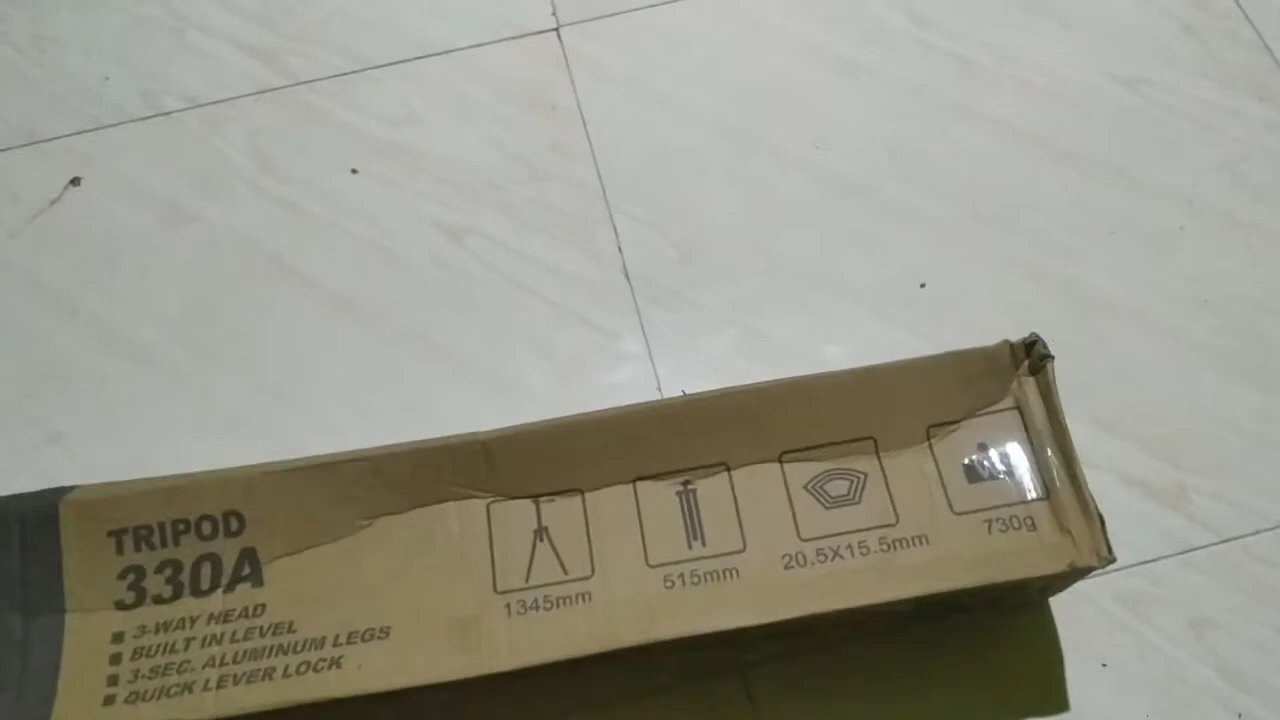 TRIPOD
330A
3-WAY HEAD
BUILT IN LEVEL
3-SEC. ALUMINUM LEGS
QUICK LEVER LOCK
1345mm
515mm
20.5X15.5mm
730g